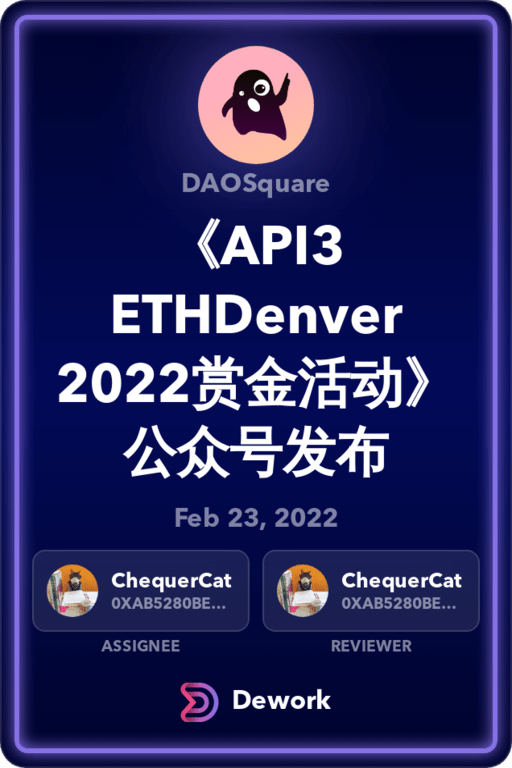 DAOSquare
《API3
ETHDenver
2022赏金活动》
公众号发布
Feb 23, 2022
ChequerCat
0XAB5280BE...
ASSIGNEE
ChequerCat
0XAB5280BE...
REVIEWER
Dework